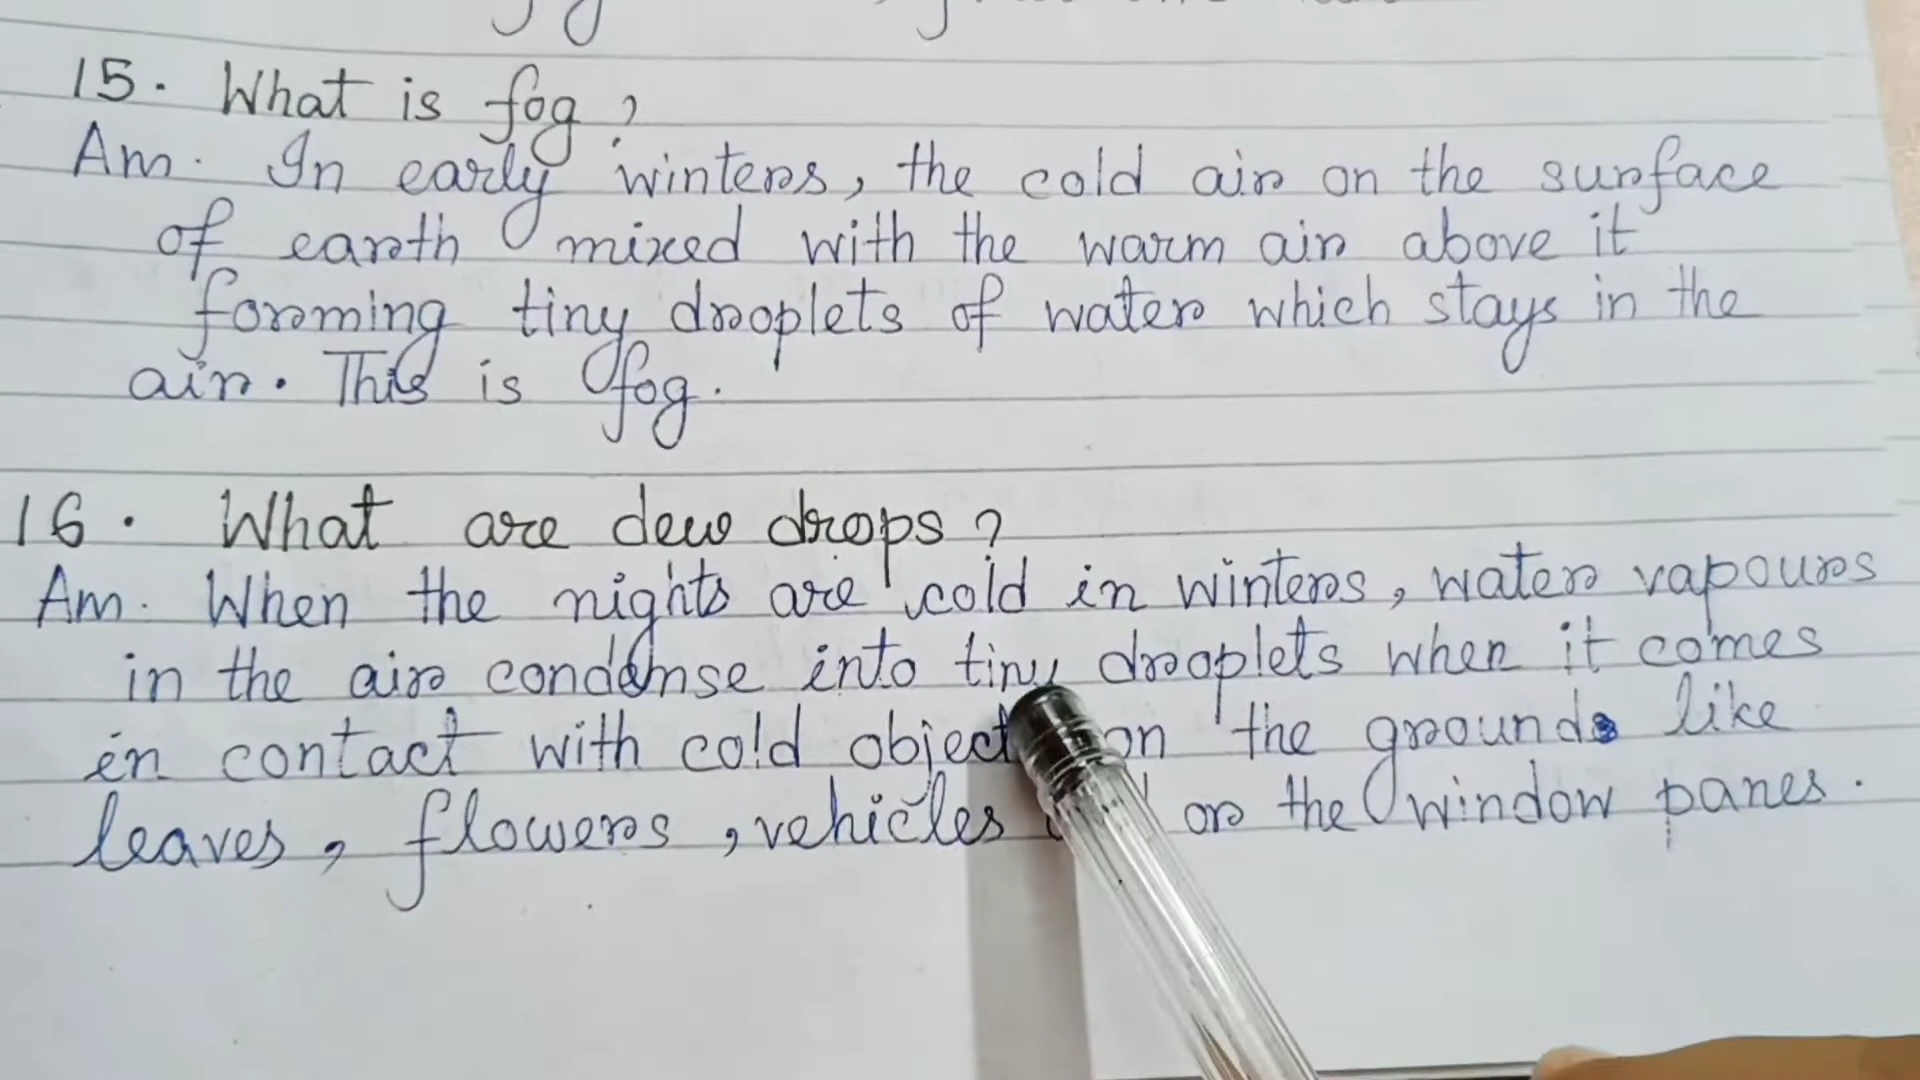 15. What is fog?
Ans. In early winters, the cold air on the surface
of earth mixed with the warm air above it
forming tiny droplets of water which stays in the
air. This is fog.
16. What are dew drops?
Ans. When the nights are cold in winters, water vapours
in the air condense into tiny droplets when it comes
in contact with cold object on the ground like
leaves, flowers, vehicles or the window panes.